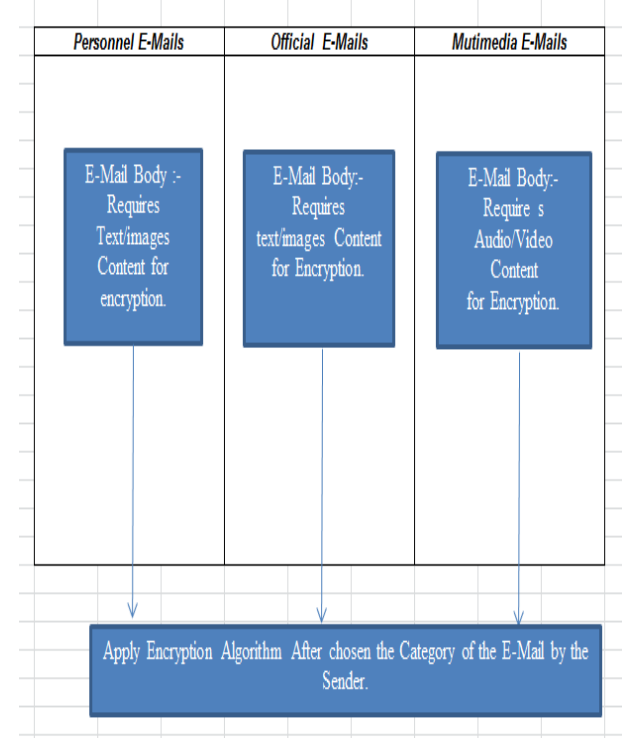 Personnel E-Mails
Official E-Mails
Mutimedia E-Mails
E-Mail Body :-
Requires
Text/images
Content for
encryption.
E-Mail Body:-
Requires
text/images Content
for Encryption.
E-Mail Body:-
Require s
Audio/Video
Content
for Encryption.
Apply Encryption Algorithm After chosen the Category of the E-Mail by the
Sender.